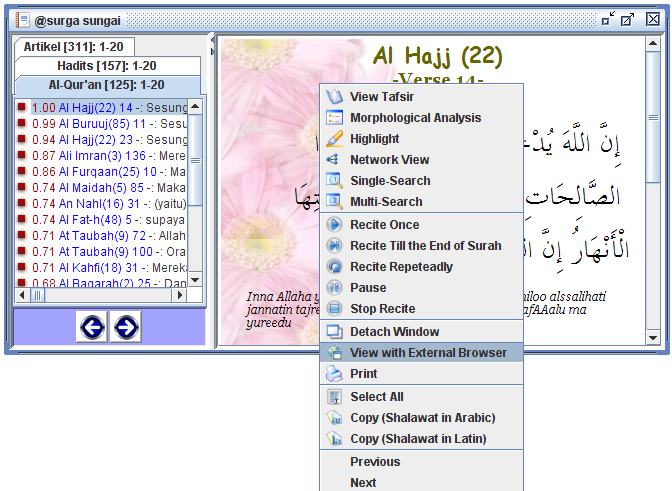 @surga sungai
Artikel [311]: 1-20
Hadits [157]: 1-20
Al-Qur'an [125]: 1-20
1.00 Al Hajj(22) 14 -: Sesung
0.99 Al Buruuj(85) 11 -: Sesu
0.94 Al Hajj(22) 23 -: Sesung
0.87 Ali Imran(3) 136 -: Mere
0.86 Al Furqaan(25) 10 -: Ma
0.74 Al Maidah(5) 85 -: Maka
0.74 An Nahl(16) 31 -: (yaitu)
0.74 Al Fat-h(48) 5 -: supaya
0.71 At Taubah(9) 72 -: Allah
0.71 At Taubah(9) 100 -: Ora
0.71 Al Kahfi(18) 31 -: Mereka
0.68 Al Baqarah(2) 25 -: Dan
Al Hajj (22)
-Verse 14-
إِنَّ اللَّهَ
الصَّالِحَاتِ
الْأَنْهَارُ إِنَّ
Inna Allaha miloo alssalihati
jannatin tajre afAAalu ma
yureedu
View Tafsir
Morphological Analysis
Highlight
Network View
Single-Search
Multi-Search
Recite Once
Recite Till the End of Surah
Recite Repeteadly
Pause
Stop Recite
Detach Window
View with External Browser
Print
Select All
Copy (Shalawat in Arabic)
Copy (Shalawat in Latin)
Previous
Next